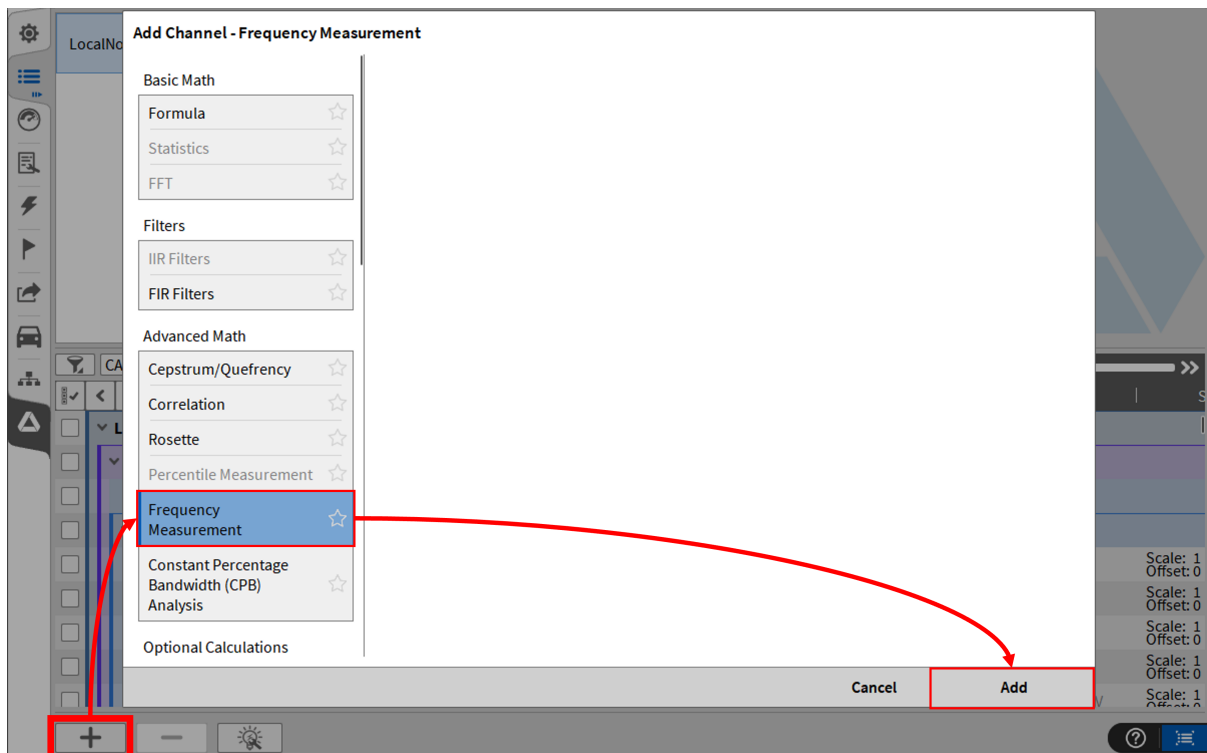 Add Channel - Frequency Measurement
LocalNo
Basic Math
Formula
Statistics
FFT
Filters
IIR Filters
FIR Filters
Advanced Math
Cepstrum/Quefrency
Correlation
Rosette
Percentile Measurement
Frequency
Measurement
Constant Percentage
Bandwidth (CPB)
Analysis
Optional Calculations
CA
S
L
Scale: 1
Offset: 0
Scale: 1
Offset: 0
Scale: 1
Offset: 0
Scale: 1
Offset: 0
Scale: 1
Offset: 0
V
Cancel
Add